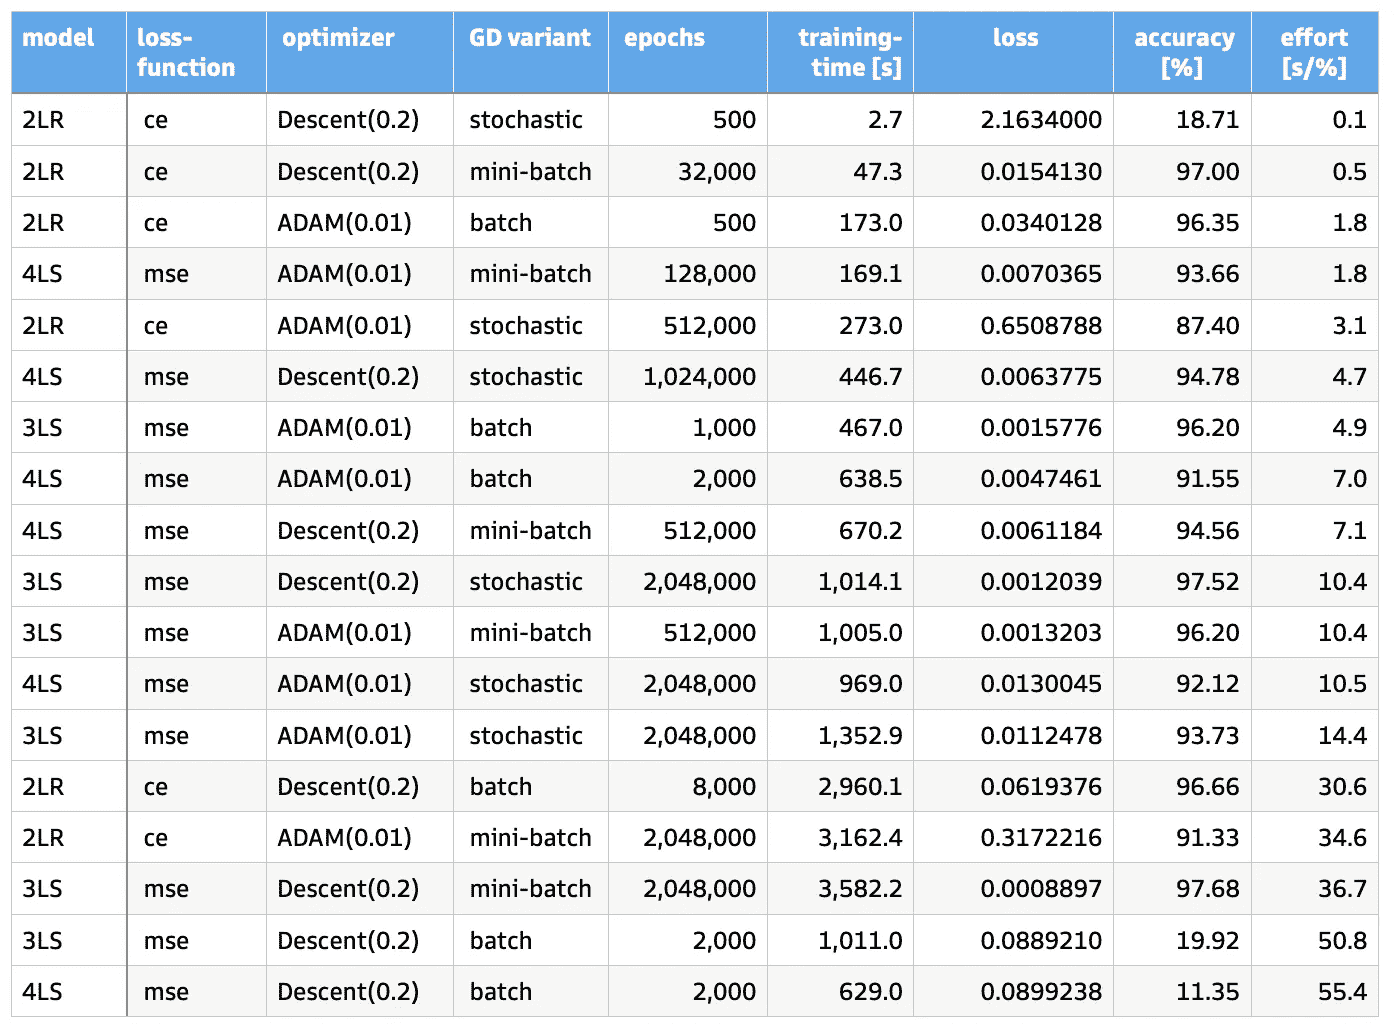 model loss-function optimizer GD variant epochs training-time [s] loss accuracy [%] effort [s/%]
2LR ce Descent(0.2) stochastic 500 2.7 2.1634000 18.71 0.1
2LR ce Descent(0.2) mini-batch 32,000 47.3 0.0154130 97.00 0.5
2LR ce ADAM(0.01) batch 500 173.0 0.0340128 96.35 1.8
4LS mse ADAM(0.01) mini-batch 128,000 169.1 0.0070365 93.66 1.8
2LR ce ADAM(0.01) stochastic 512,000 273.0 0.6508788 87.40 3.1
4LS mse Descent(0.2) stochastic 1,024,000 446.7 0.0063775 94.78 4.7
3LS mse ADAM(0.01) batch 1,000 467.0 0.0015776 96.20 4.9
4LS mse ADAM(0.01) batch 2,000 638.5 0.0047461 91.55 7.0
4LS mse Descent(0.2) mini-batch 512,000 670.2 0.0061184 94.56 7.1
3LS mse Descent(0.2) stochastic 2,048,000 1,014.1 0.0012039 97.52 10.4
3LS mse ADAM(0.01) mini-batch 512,000 1,005.0 0.0013203 96.20 10.4
4LS mse ADAM(0.01) stochastic 2,048,000 969.0 0.0130045 92.12 10.5
3LS mse ADAM(0.01) stochastic 2,048,000 1,352.9 0.0112478 93.73 14.4
2LR ce Descent(0.2) batch 8,000 2,960.1 0.0619376 96.66 30.6
2LR ce ADAM(0.01) mini-batch 2,048,000 3,162.4 0.3172216 91.33 34.6
3LS mse Descent(0.2) mini-batch 2,048,000 3,582.2 0.0008897 97.68 36.7
3LS mse Descent(0.2) batch 2,000 1,011.0 0.0889210 19.92 50.8
4LS mse Descent(0.2) batch 2,000 629.0 0.0899238 11.35 55.4